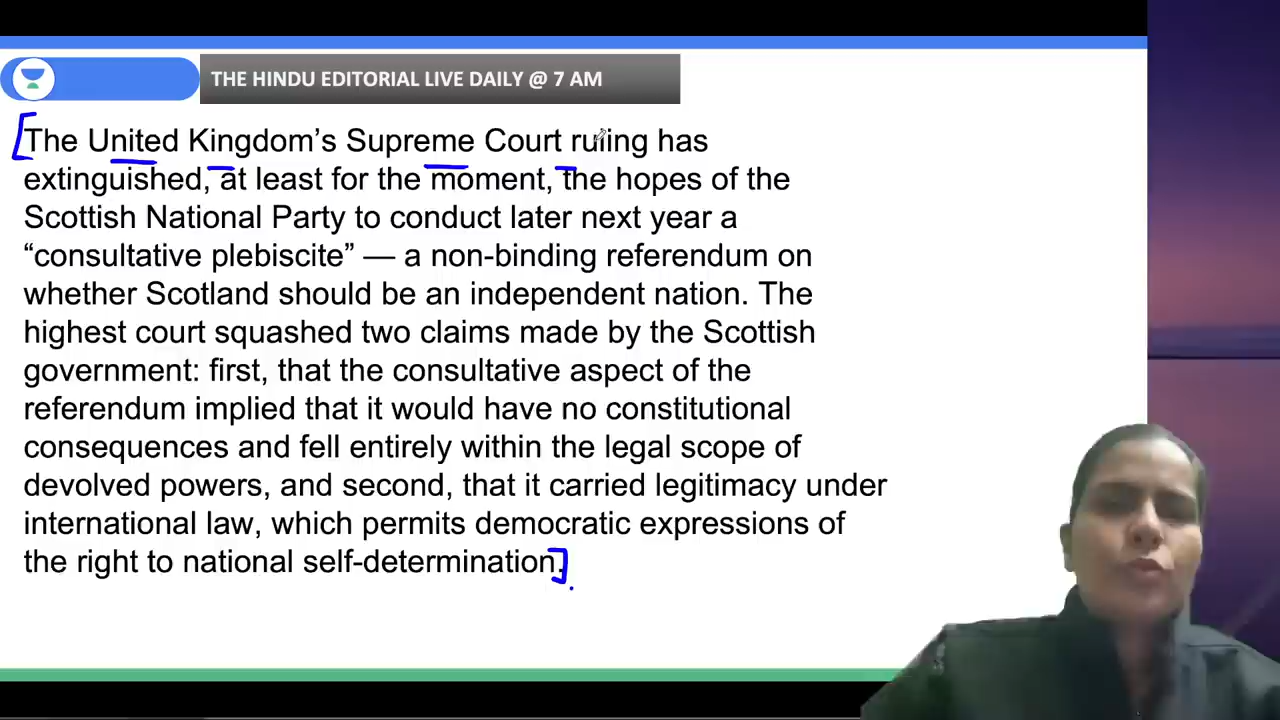 THE HINDU EDITORIAL LIVE DAILY @ 7 AM
The United Kingdom’s Supreme Court ruling has
extinguished, at least for the moment, the hopes of the
Scottish National Party to conduct later next year a
“consultative plebiscite” — a non-binding referendum on
whether Scotland should be an independent nation. The
highest court squashed two claims made by the Scottish
government: first, that the consultative aspect of the
referendum implied that it would have no constitutional
consequences and fell entirely within the legal scope of
devolved powers, and second, that it carried legitimacy under
international law, which permits democratic expressions of
the right to national self-determination.